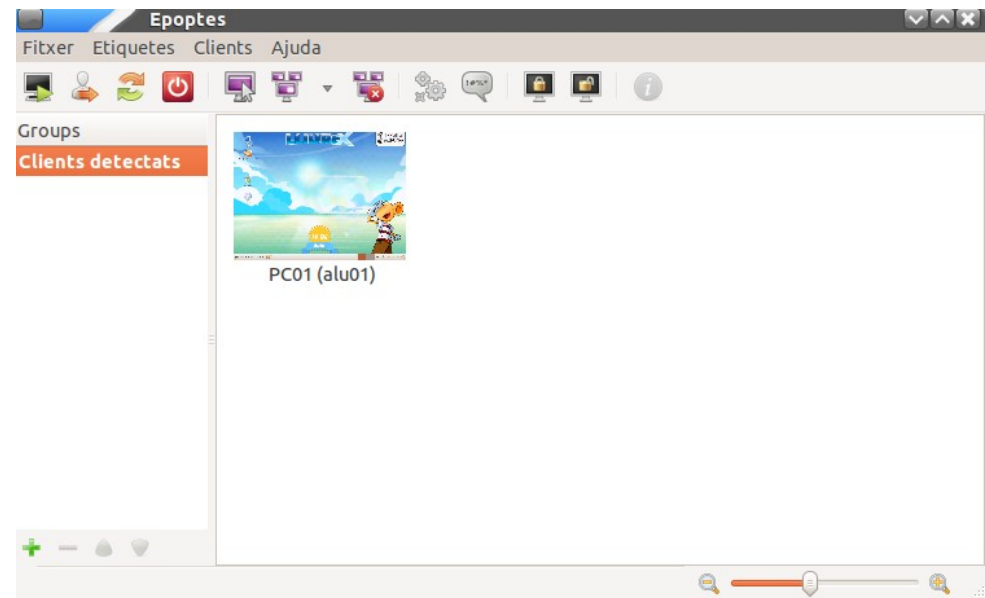 Epoptes
Fitxer Etiquetes Clients Ajuda
Groups
Clients detectats
PC01 (alu01)